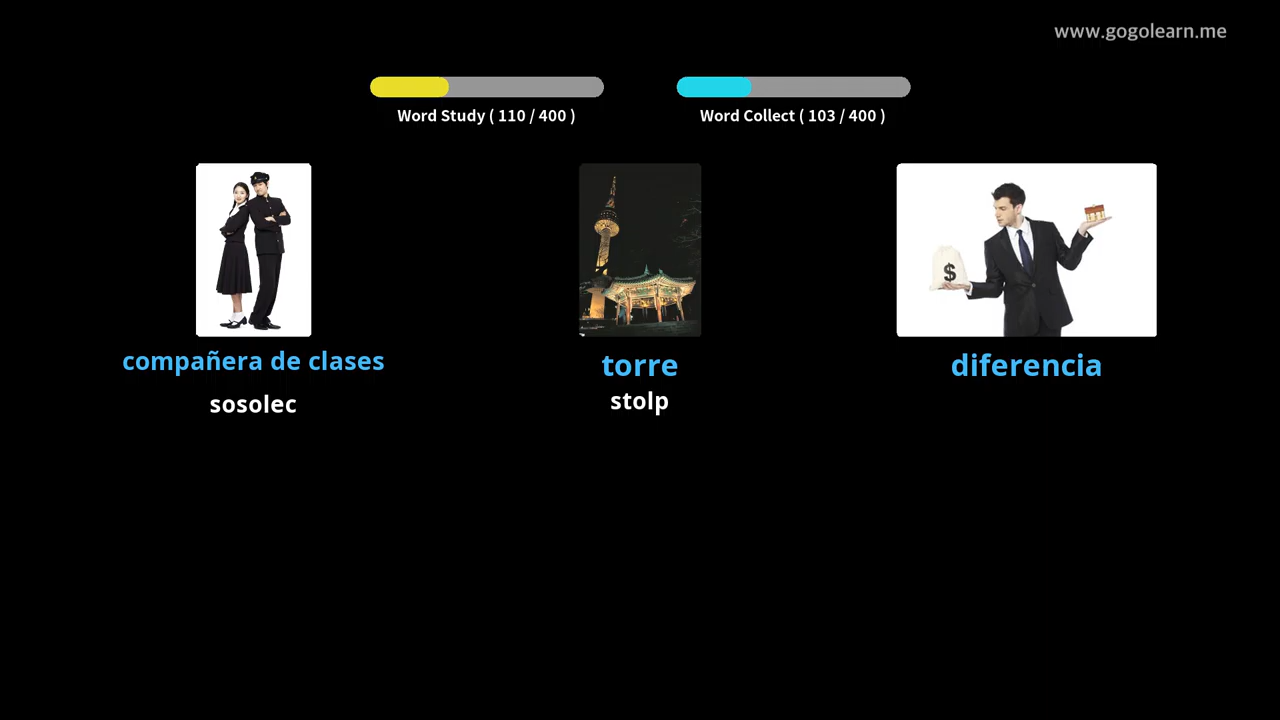 www.gogolearn.me
Word Study ( 110 / 400 )
Word Collect ( 103 / 400 )
compañera de clases
torre
diferencia
sosolec
stolp
$